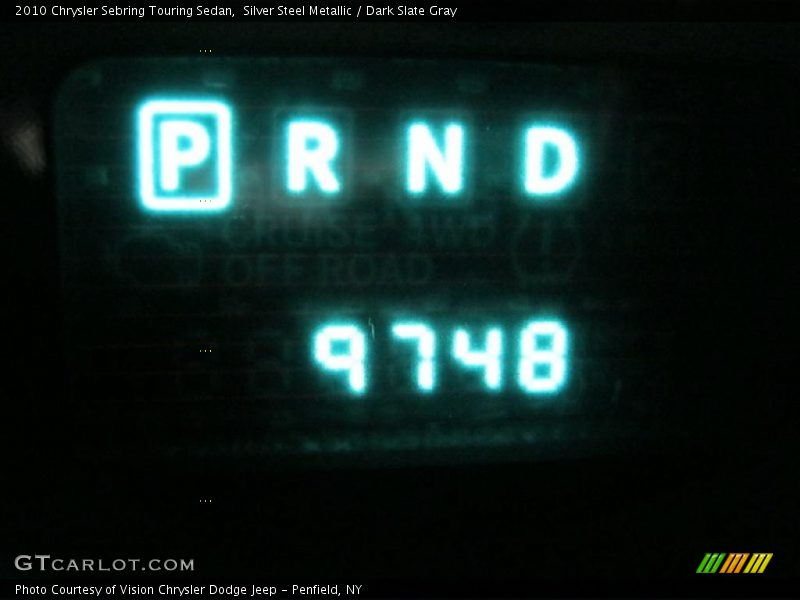 2010 Chrysler Sebring Touring Sedan,  Silver Steel Metallic / Dark Slate Gray
P R N D
CRUISE 4WD
OFF ROAD
9748
GTCARLOT.COM
Photo Courtesy of Vision Chrysler Dodge Jeep - Penfield, NY